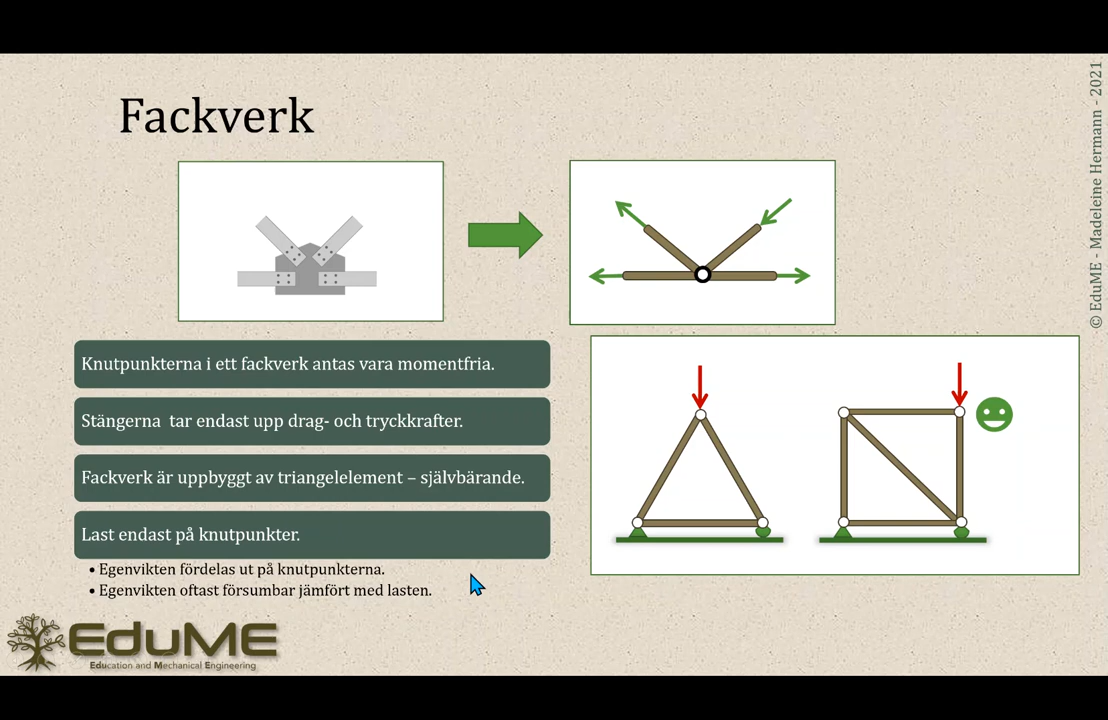 Fackverk
Knutpunkterna i ett fackverk antas vara momentfria.
Stängerna  tar endast upp drag- och tryckkrafter.
Fackverk är uppbyggt av triangelelement – självbärande.
Last endast på knutpunkter.
• Egenvikten fördelas ut på knutpunkterna.
• Egenvikten oftast försumbar jämfört med lasten.
EduME
Education and Mechanical Engineering
© EduME - Madeleine Hermann - 2021